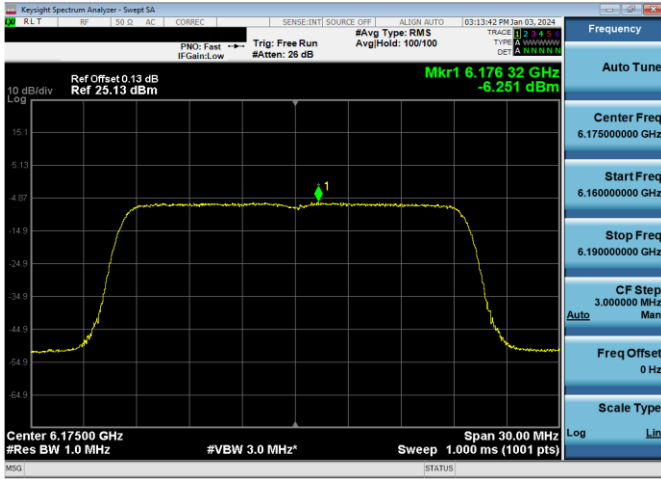 Keysight Spectrum Analyzer - Swept SA
RLT RF 50 Ω AC CORREC SENSE:INT SOURCE OFF ALIGN AUTO 03:13:42 PM Jan 03, 2024
PNO: Fast
IFGain:Low
Trig: Free Run
#Atten: 26 dB
#Avg Type: RMS
Avg|Hold: 100/100
TRACE 1 2 3 4 5 6
TYPE A WWWWW
DET A N N N N N
Ref Offset 0.13 dB
Ref 25.13 dBm
10 dB/div
Log
Mkr1 6.176 32 GHz
-6.251 dBm
15.1
5.13
-4.87
-14.9
-24.9
-34.9
-44.9
-54.9
-64.9
1
Center 6.17500 GHz
#Res BW 1.0 MHz
#VBW 3.0 MHz*
Span 30.00 MHz
Sweep 1.000 ms (1001 pts)
MSG
STATUS
Frequency
Auto Tune
Center Freq
6.175000000 GHz
Start Freq
6.160000000 GHz
Stop Freq
6.190000000 GHz
CF Step
3.000000 MHz
Auto Man
Freq Offset
0 Hz
Scale Type
Log Lin